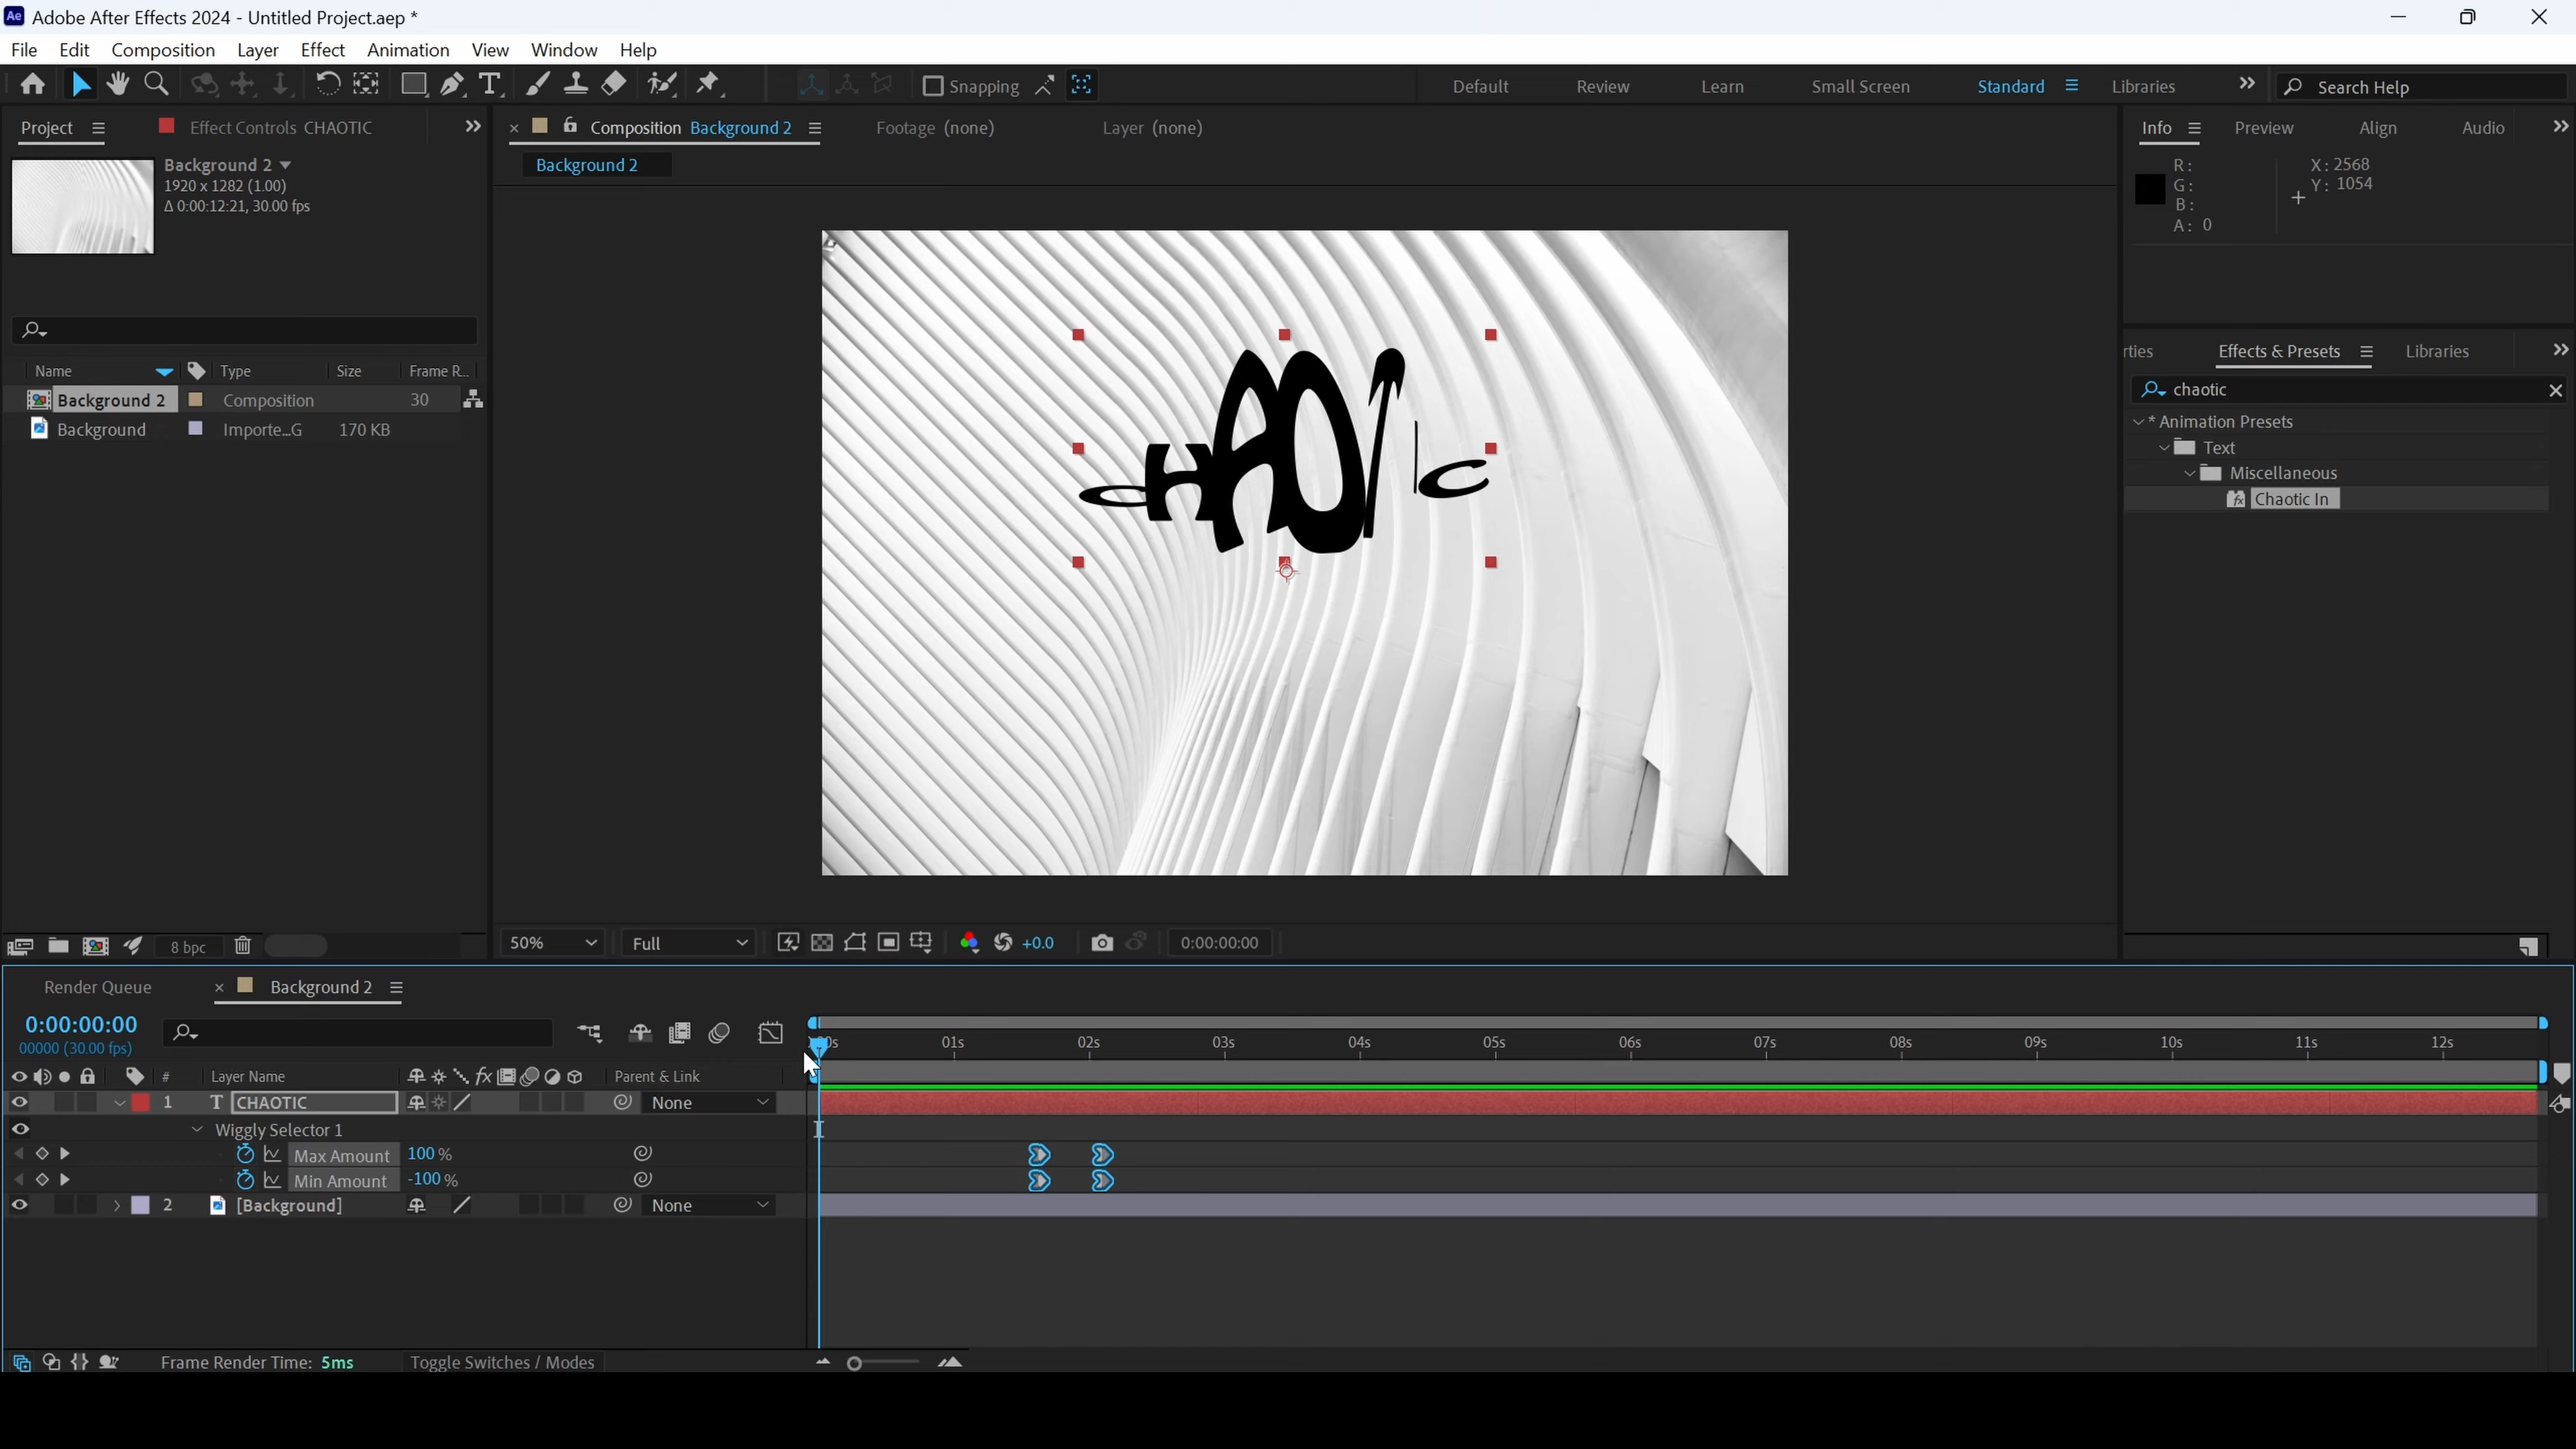 Adobe After Effects 2024 - Untitled Project.aep *
File Edit Composition Layer Effect Animation View Window Help
Snapping Default Review Learn Small Screen Standard Libraries Search Help
Project Effect Controls CHAOTIC
Background 2
1920 x 1282 (1.00)
Δ 0:00:12:21, 30.00 fps
Name Type Size Frame R...
Background 2 Composition 30
Background Importe...G 170 KB
8 bpc
Composition Background 2 Footage (none) Layer (none)
Background 2
CHAOTIC
50% Full +0.0 0:00:00:00
Info Preview Align Audio
R:
G:
B:
A: 0
X: 2568
Y: 1054
rties Effects & Presets Libraries
chaotic
* Animation Presets
Text
Miscellaneous
Chaotic In
Render Queue Background 2
0:00:00:00
00000 (30.00 fps)
01s 02s 03s 04s 05s 06s 07s 08s 09s 10s 11s 12s
# Layer Name fx Parent & Link
1 T CHAOTIC None
Wiggly Selector 1
Max Amount 100 %
Min Amount -100 %
2 [Background] None
Frame Render Time: 5ms Toggle Switches / Modes